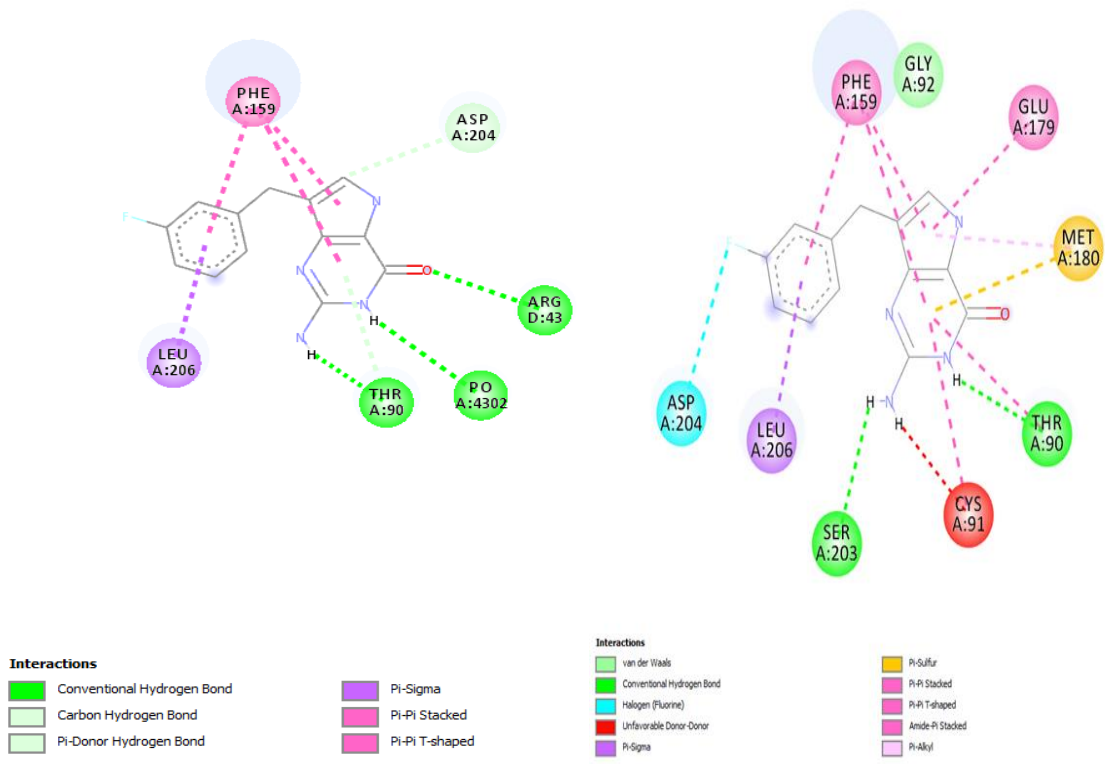 PHE
A:159
ASP
A:204
F
N
N
O
N
H
N
H
ARG
D:43
LEU
A:206
THR
A:90
PO
A:4302
Interactions
Conventional Hydrogen Bond
Carbon Hydrogen Bond
Pi-Donor Hydrogen Bond
Pi-Sigma
Pi-Pi Stacked
Pi-Pi T-shaped
PHE
A:159
GLY
A:92
GLU
A:179
F
N
MET
A:180
N
O
N
H
H
N
H
ASP
A:204
LEU
A:206
THR
A:90
CYS
A:91
SER
A:203
Interactions
van der Waals
Conventional Hydrogen Bond
Halogen (Fluorine)
Unfavorable Donor-Donor
Pi-Sigma
Pi-Sulfur
Pi-Pi Stacked
Pi-Pi T-shaped
Amide-Pi Stacked
Pi-Alkyl